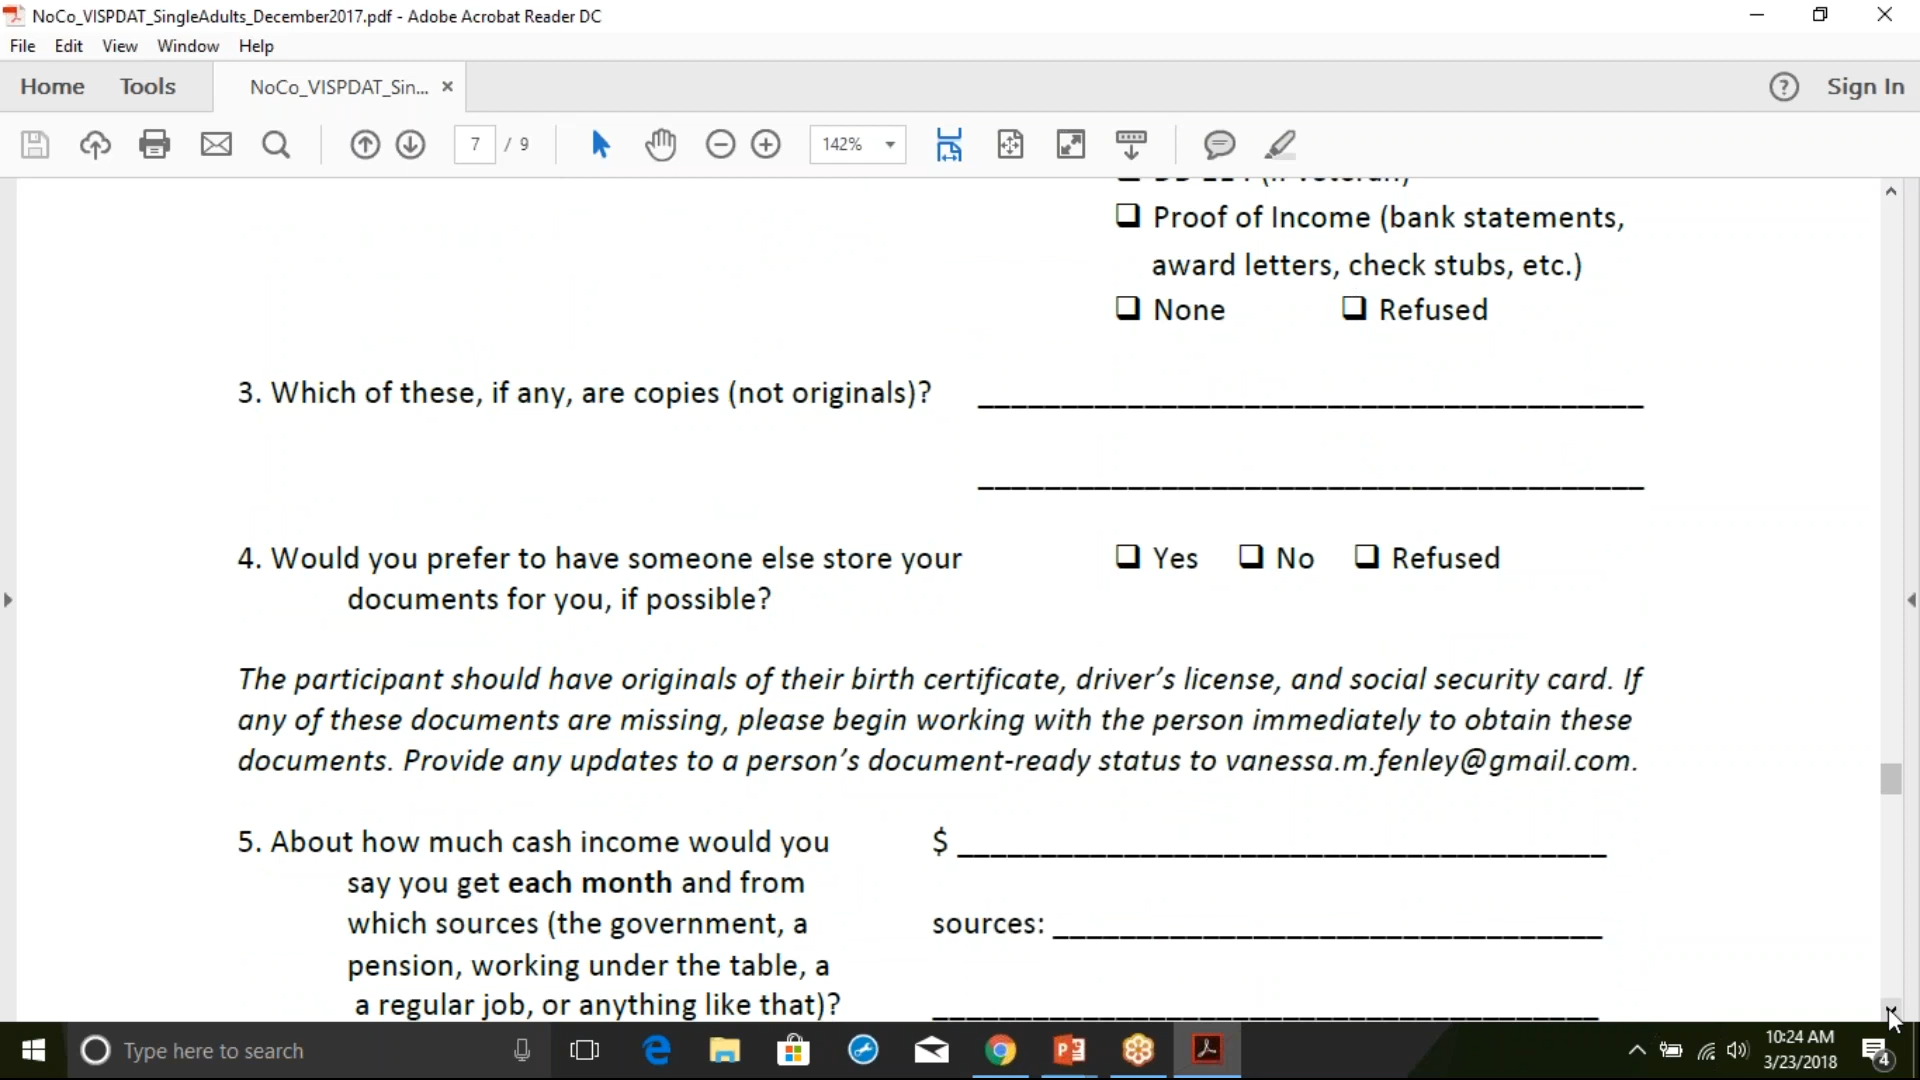 NoCo_VISPDAT_SingleAdults_December2017.pdf - Adobe Acrobat Reader DC
File Edit View Window Help
Home Tools NoCo_VISPDAT_Sin... × ? Sign In
7 / 9 142%
Proof of Income (bank statements,
award letters, check stubs, etc.)
None Refused
3. Which of these, if any, are copies (not originals)? ________________________________________
________________________________________
4. Would you prefer to have someone else store your Yes No Refused
documents for you, if possible?
The participant should have originals of their birth certificate, driver’s license, and social security card. If
any of these documents are missing, please begin working with the person immediately to obtain these
documents. Provide any updates to a person’s document-ready status to vanessa.m.fenley@gmail.com.
5. About how much cash income would you $ _______________________________________
say you get each month and from
which sources (the government, a sources: _________________________________
pension, working under the table, a
a regular job, or anything like that)? ________________________________________
Type here to search
10:24 AM
3/23/2018
4